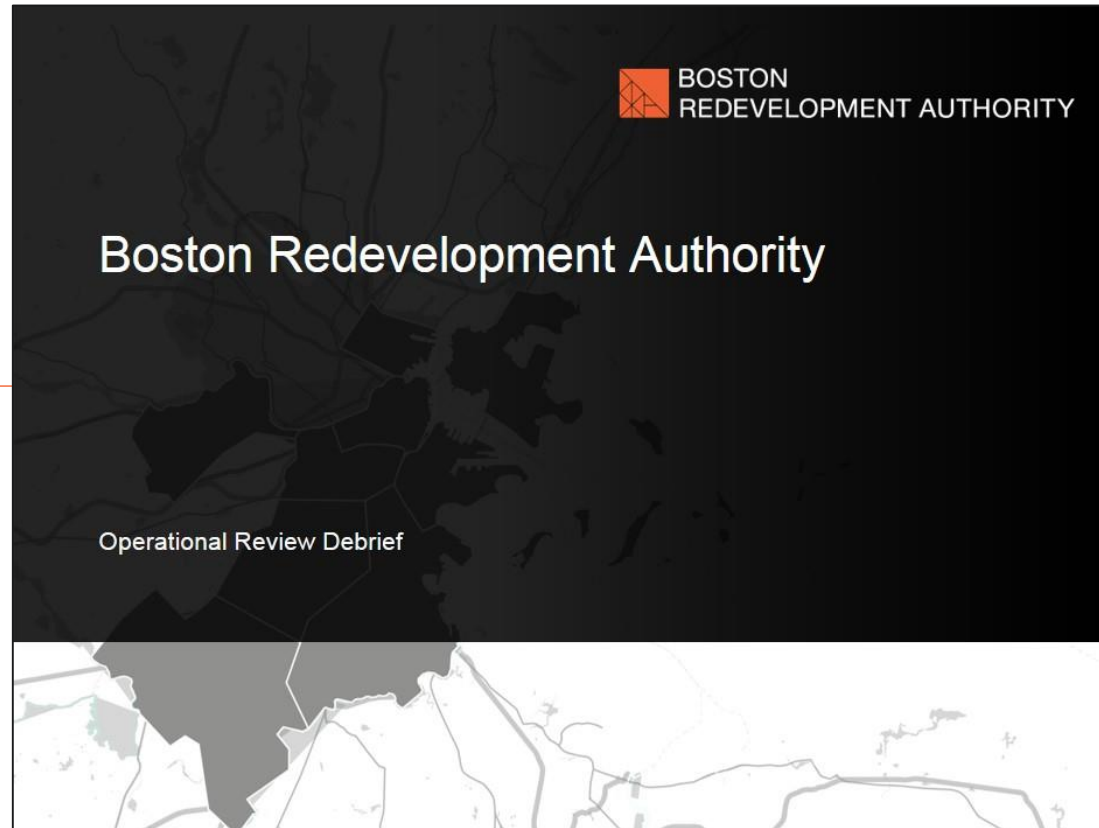 BOSTON
REDEVELOPMENT AUTHORITY
Boston Redevelopment Authority
Operational Review Debrief